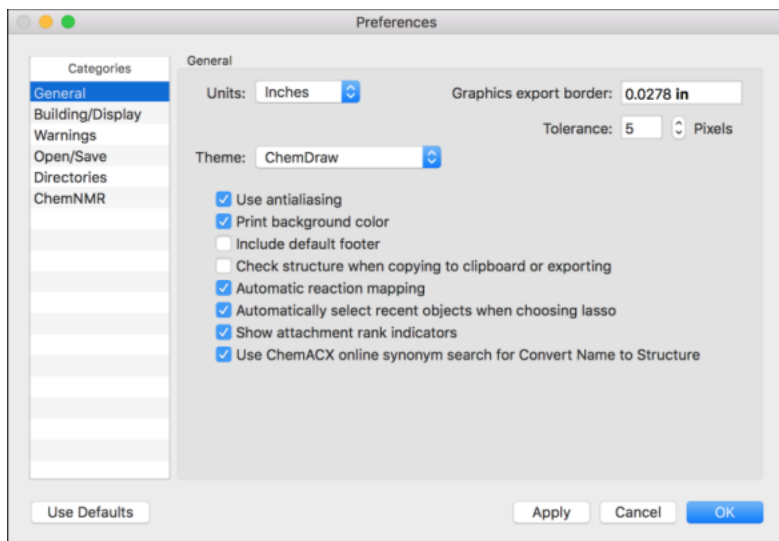 Preferences
Categories
General
Building/Display
Warnings
Open/Save
Directories
ChemNMR
General
Units: Inches
Graphics export border: 0.0278 in
Tolerance: 5 Pixels
Theme: ChemDraw
Use antialiasing
Print background color
Include default footer
Check structure when copying to clipboard or exporting
Automatic reaction mapping
Automatically select recent objects when choosing lasso
Show attachment rank indicators
Use ChemACX online synonym search for Convert Name to Structure
Use Defaults
Apply
Cancel
OK